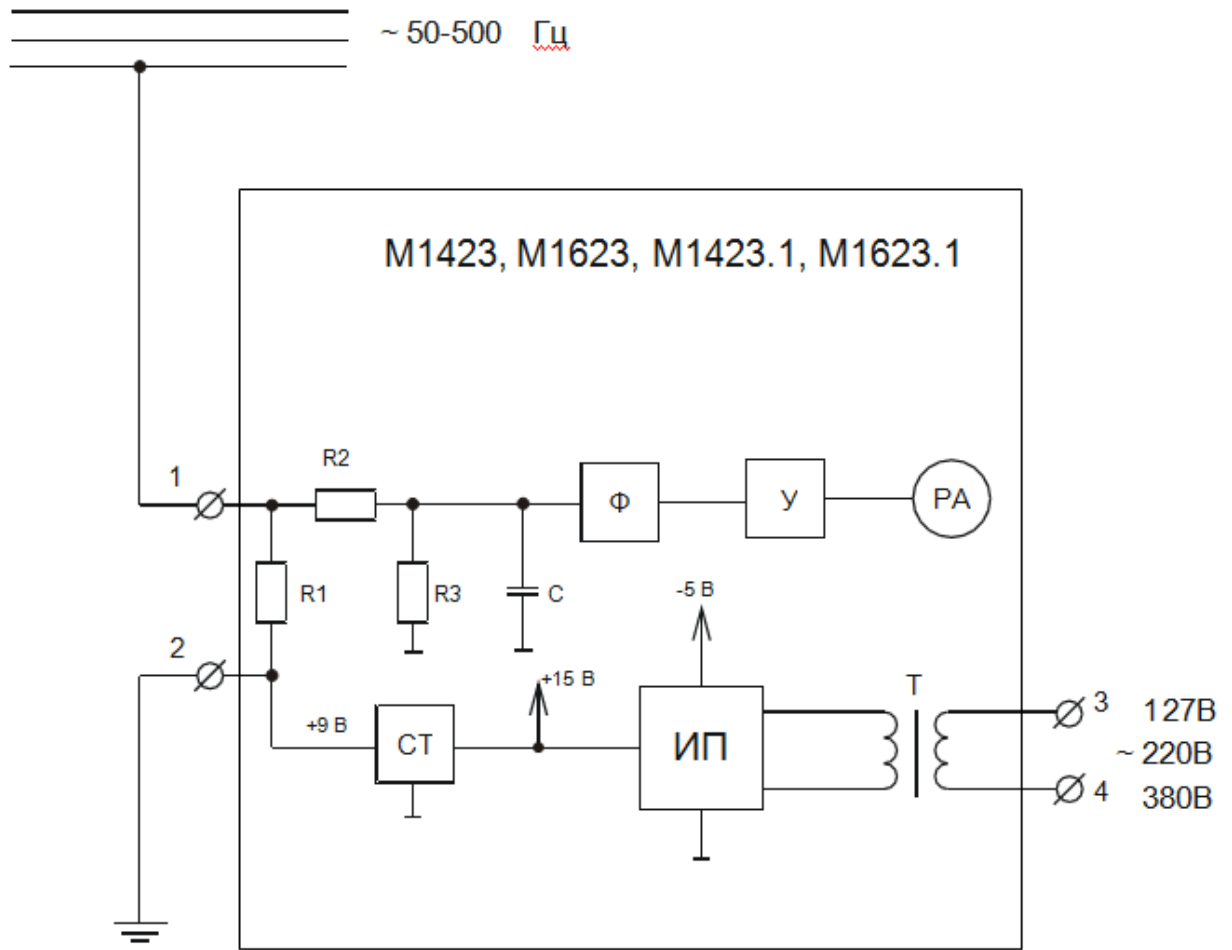 ~ 50-500 Гц
М1423, М1623, М1423.1, М1623.1
R2
1
Ф
У
РА
R1
R3
С
-5 В
2
+15 В
Т
3
127В
+9 В
СТ
ИП
~ 220В
4
380В